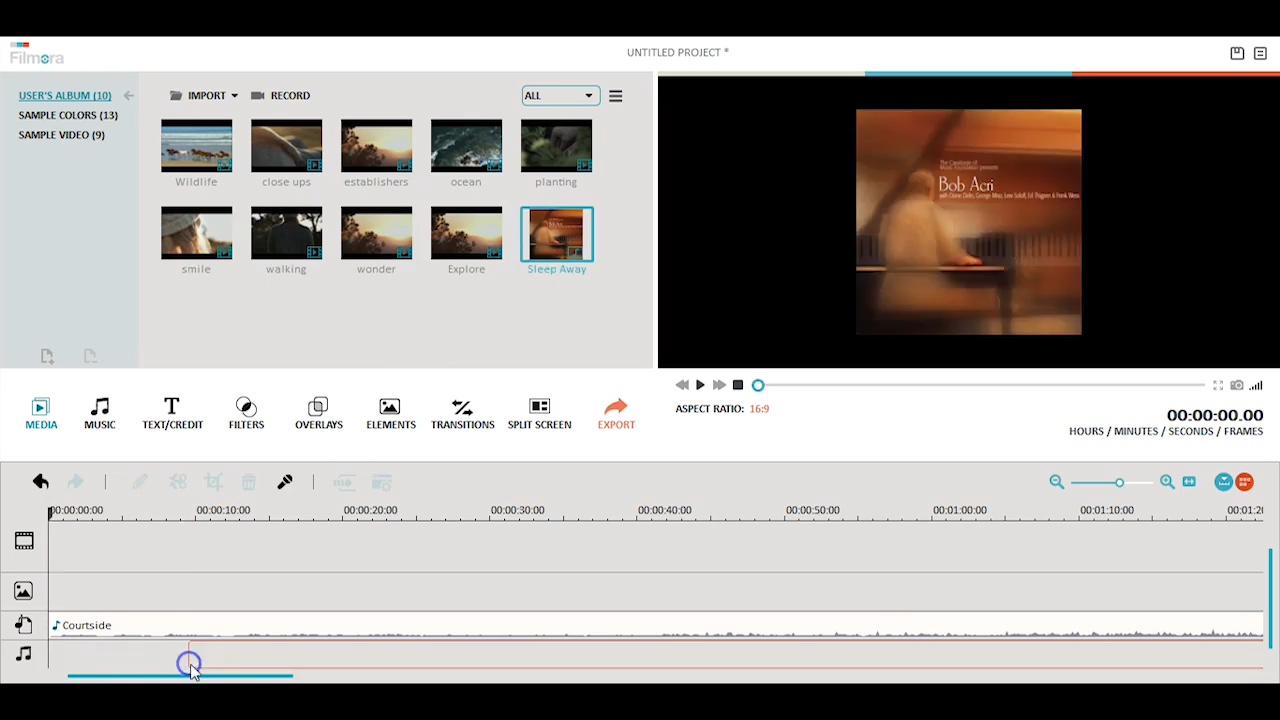 Filmora
UNTITLED PROJECT *
USER'S ALBUM (10)
SAMPLE COLORS (13)
SAMPLE VIDEO (9)
IMPORT
RECORD
ALL
Wildlife
close ups
establishers
ocean
planting
smile
walking
wonder
Explore
Sleep Away
Bob Acri
MEDIA
MUSIC
TEXT/CREDIT
FILTERS
OVERLAYS
ELEMENTS
TRANSITIONS
SPLIT SCREEN
EXPORT
ASPECT RATIO: 16:9
00:00:00.00
HOURS / MINUTES / SECONDS / FRAMES
00:00:00:00
00:00:10:00
00:00:20:00
00:00:30:00
00:00:40:00
00:00:50:00
00:01:00:00
00:01:10:00
00:01:20
Courtside